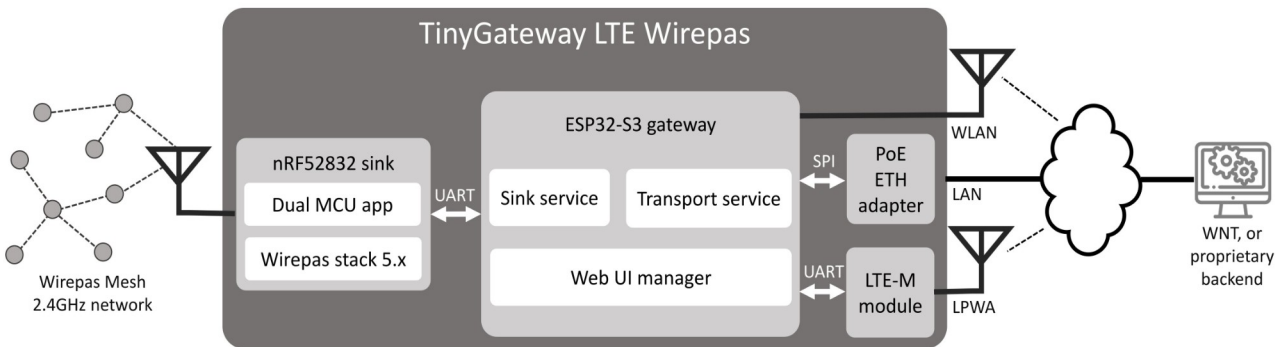 TinyGateway LTE Wirepas
Wirepas Mesh
2.4GHz network
nRF52832 sink
Dual MCU app
Wirepas stack 5.x
UART
ESP32-S3 gateway
Sink service
Transport service
Web UI manager
SPI
UART
PoE
ETH
adapter
LTE-M
module
WLAN
LAN
LPWA
WNT, or
proprietary
backend